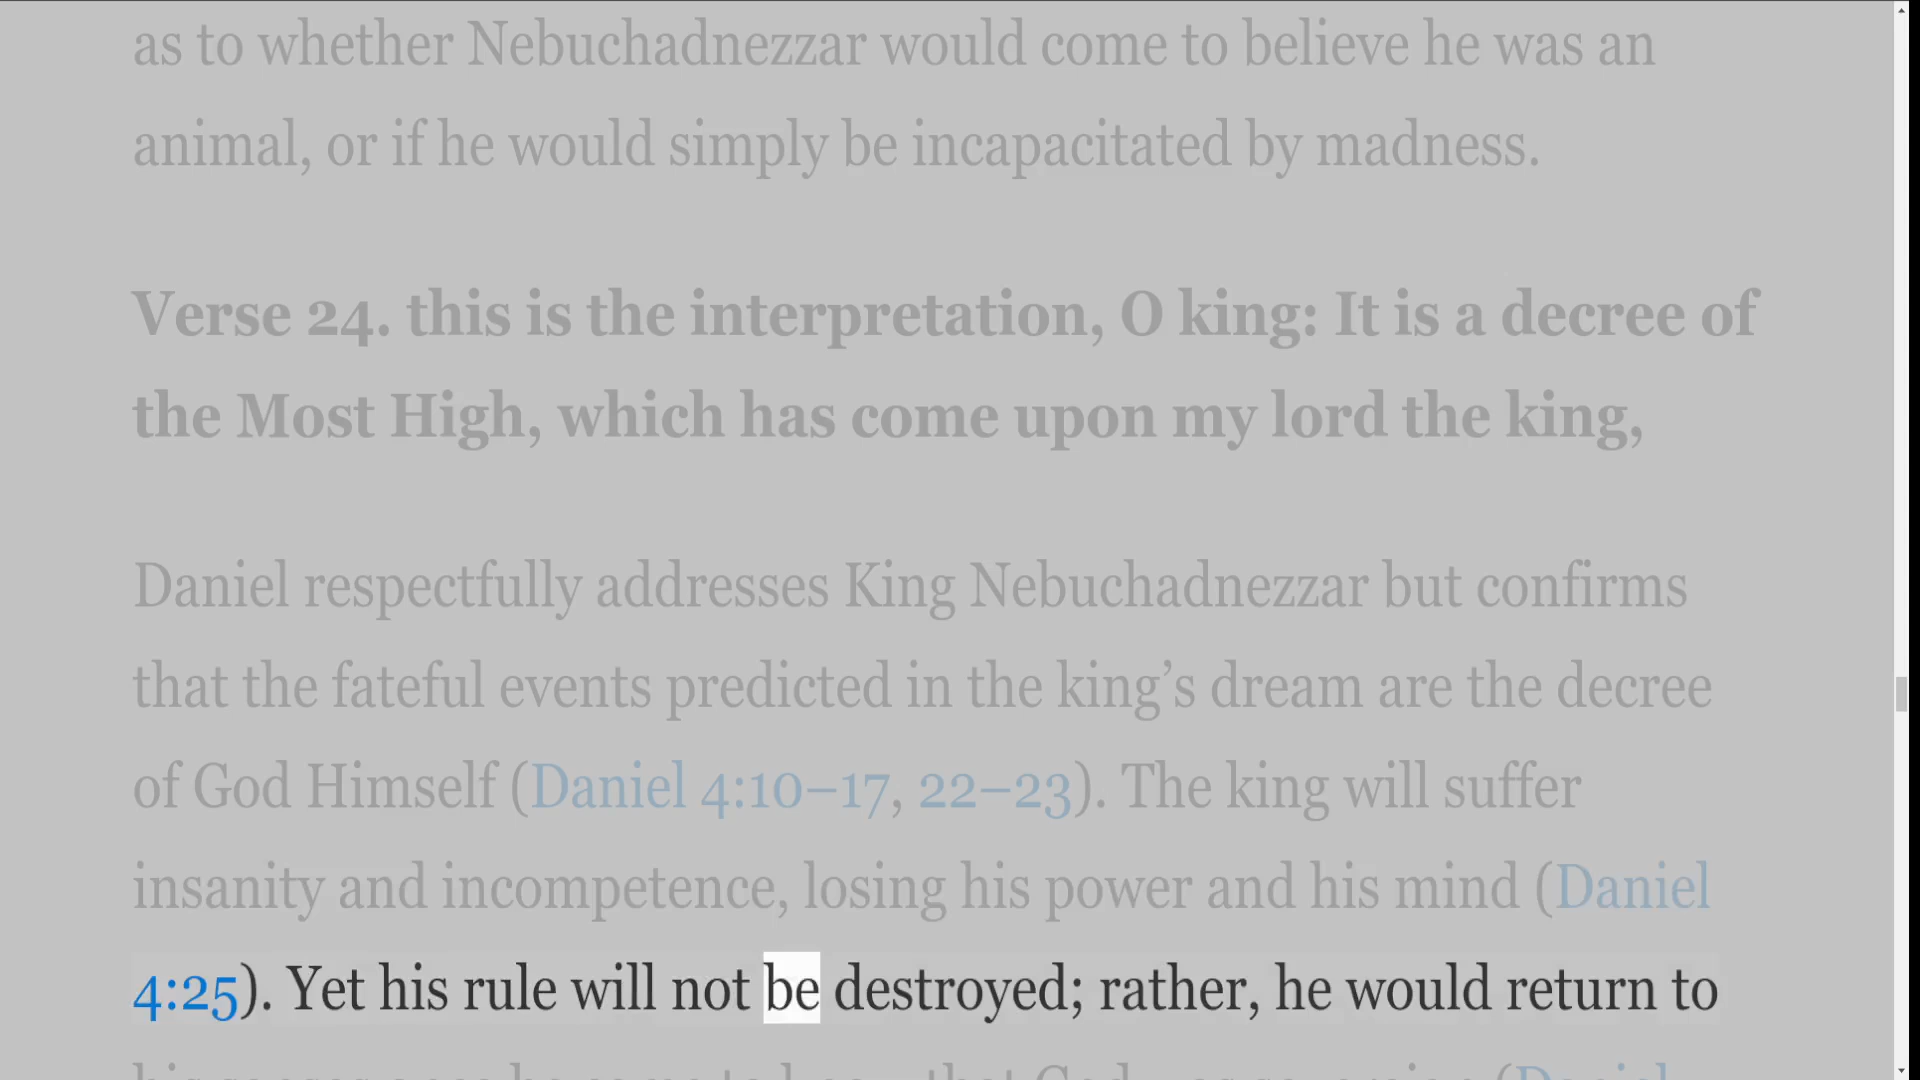 as to whether Nebuchadnezzar would come to believe he was an
animal, or if he would simply be incapacitated by madness.
Verse 24. this is the interpretation, O king: It is a decree of
the Most High, which has come upon my lord the king,
Daniel respectfully addresses King Nebuchadnezzar but confirms
that the fateful events predicted in the king’s dream are the decree
of God Himself (Daniel 4:10–17, 22–23). The king will suffer
insanity and incompetence, losing his power and his mind (Daniel
4:25). Yet his rule will not be destroyed; rather, he would return to